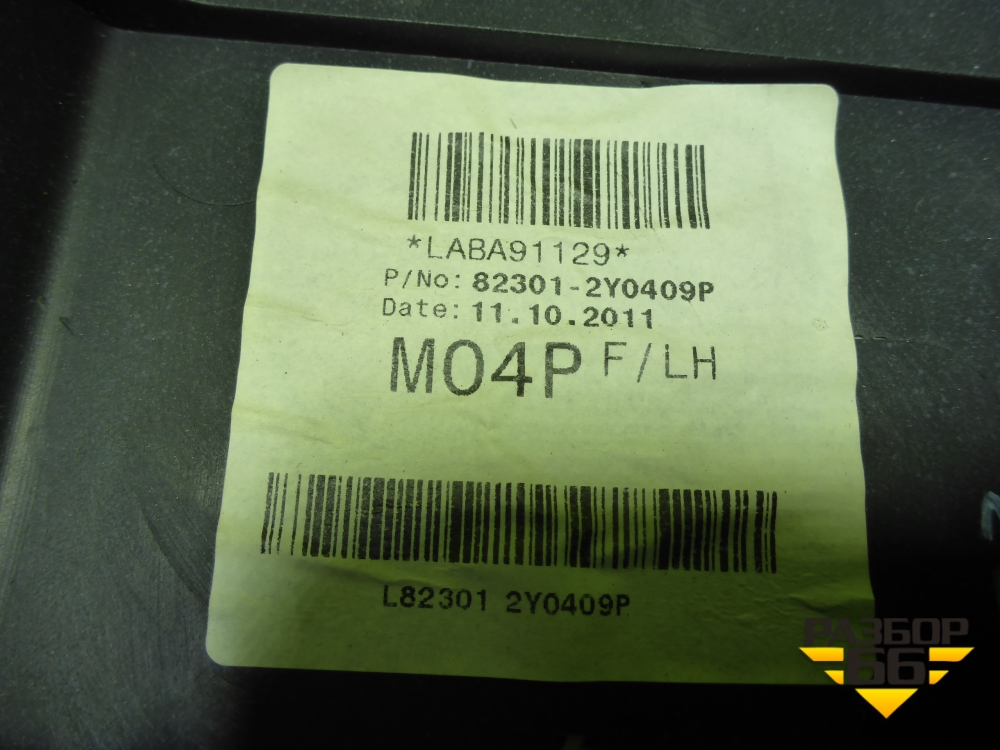 *LABA91129*
P/No: 82301-2Y0409P
Date: 11.10.2011
M04P F/LH
L82301 2Y0409P
РАЗБОР
66